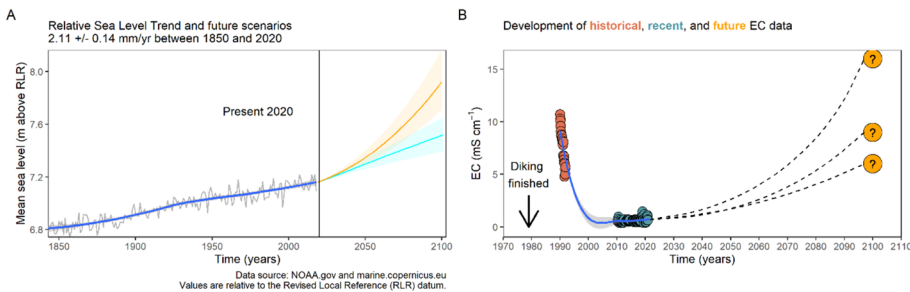 A
Relative Sea Level Trend and future scenarios
2.11 +/- 0.14 mm/yr between 1850 and 2020
Mean sea level (m above RLR)
8.0
7.6
7.2
6.8
Present 2020
1850
1900
1950
2000
2050
2100
Time (years)
Data source: NOAA.gov and marine.copernicus.eu
Values are relative to the Revised Local Reference (RLR) datum.
B
Development of historical, recent, and future EC data
EC (mS cm⁻¹)
15
10
5
0
Diking
finished
?
?
?
1970
1980
1990
2000
2010
2020
2030
2040
2050
2060
2070
2080
2090
2100
2110
Time (years)